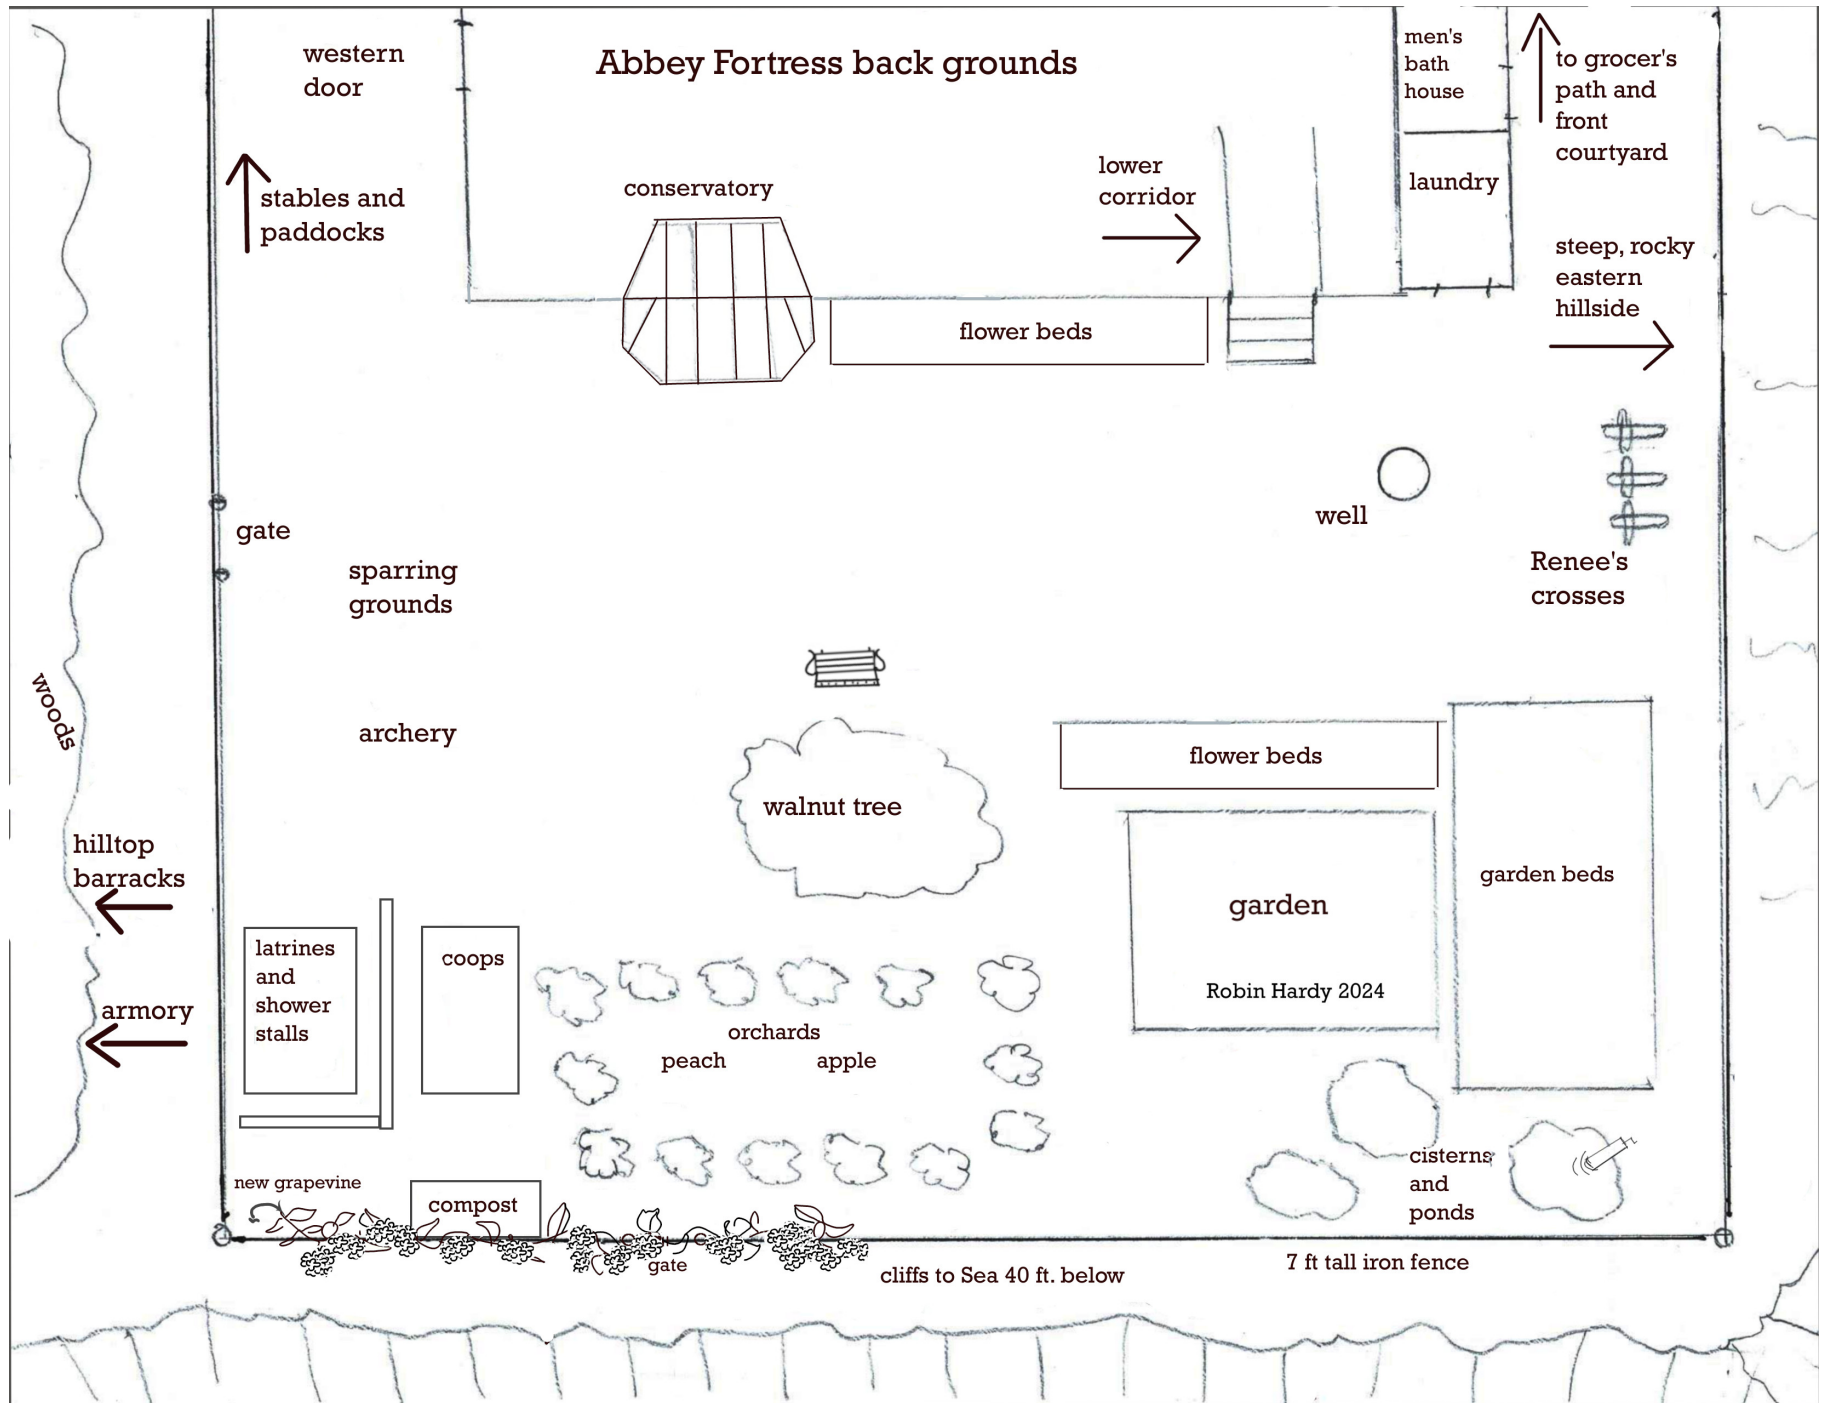 Abbey Fortress back grounds
western
door
men's
bath
house
to grocer's
path and
front
courtyard
stables and
paddocks
conservatory
lower
corridor
laundry
steep, rocky
eastern
hillside
flower beds
gate
well
sparring
grounds
Renee's
crosses
woods
archery
flower beds
walnut tree
hilltop
barracks
garden beds
garden
latrines
and
shower
stalls
coops
Robin Hardy 2024
armory
orchards
peach
apple
cisterns
and
ponds
new grapevine
compost
gate
cliffs to Sea 40 ft. below
7 ft tall iron fence